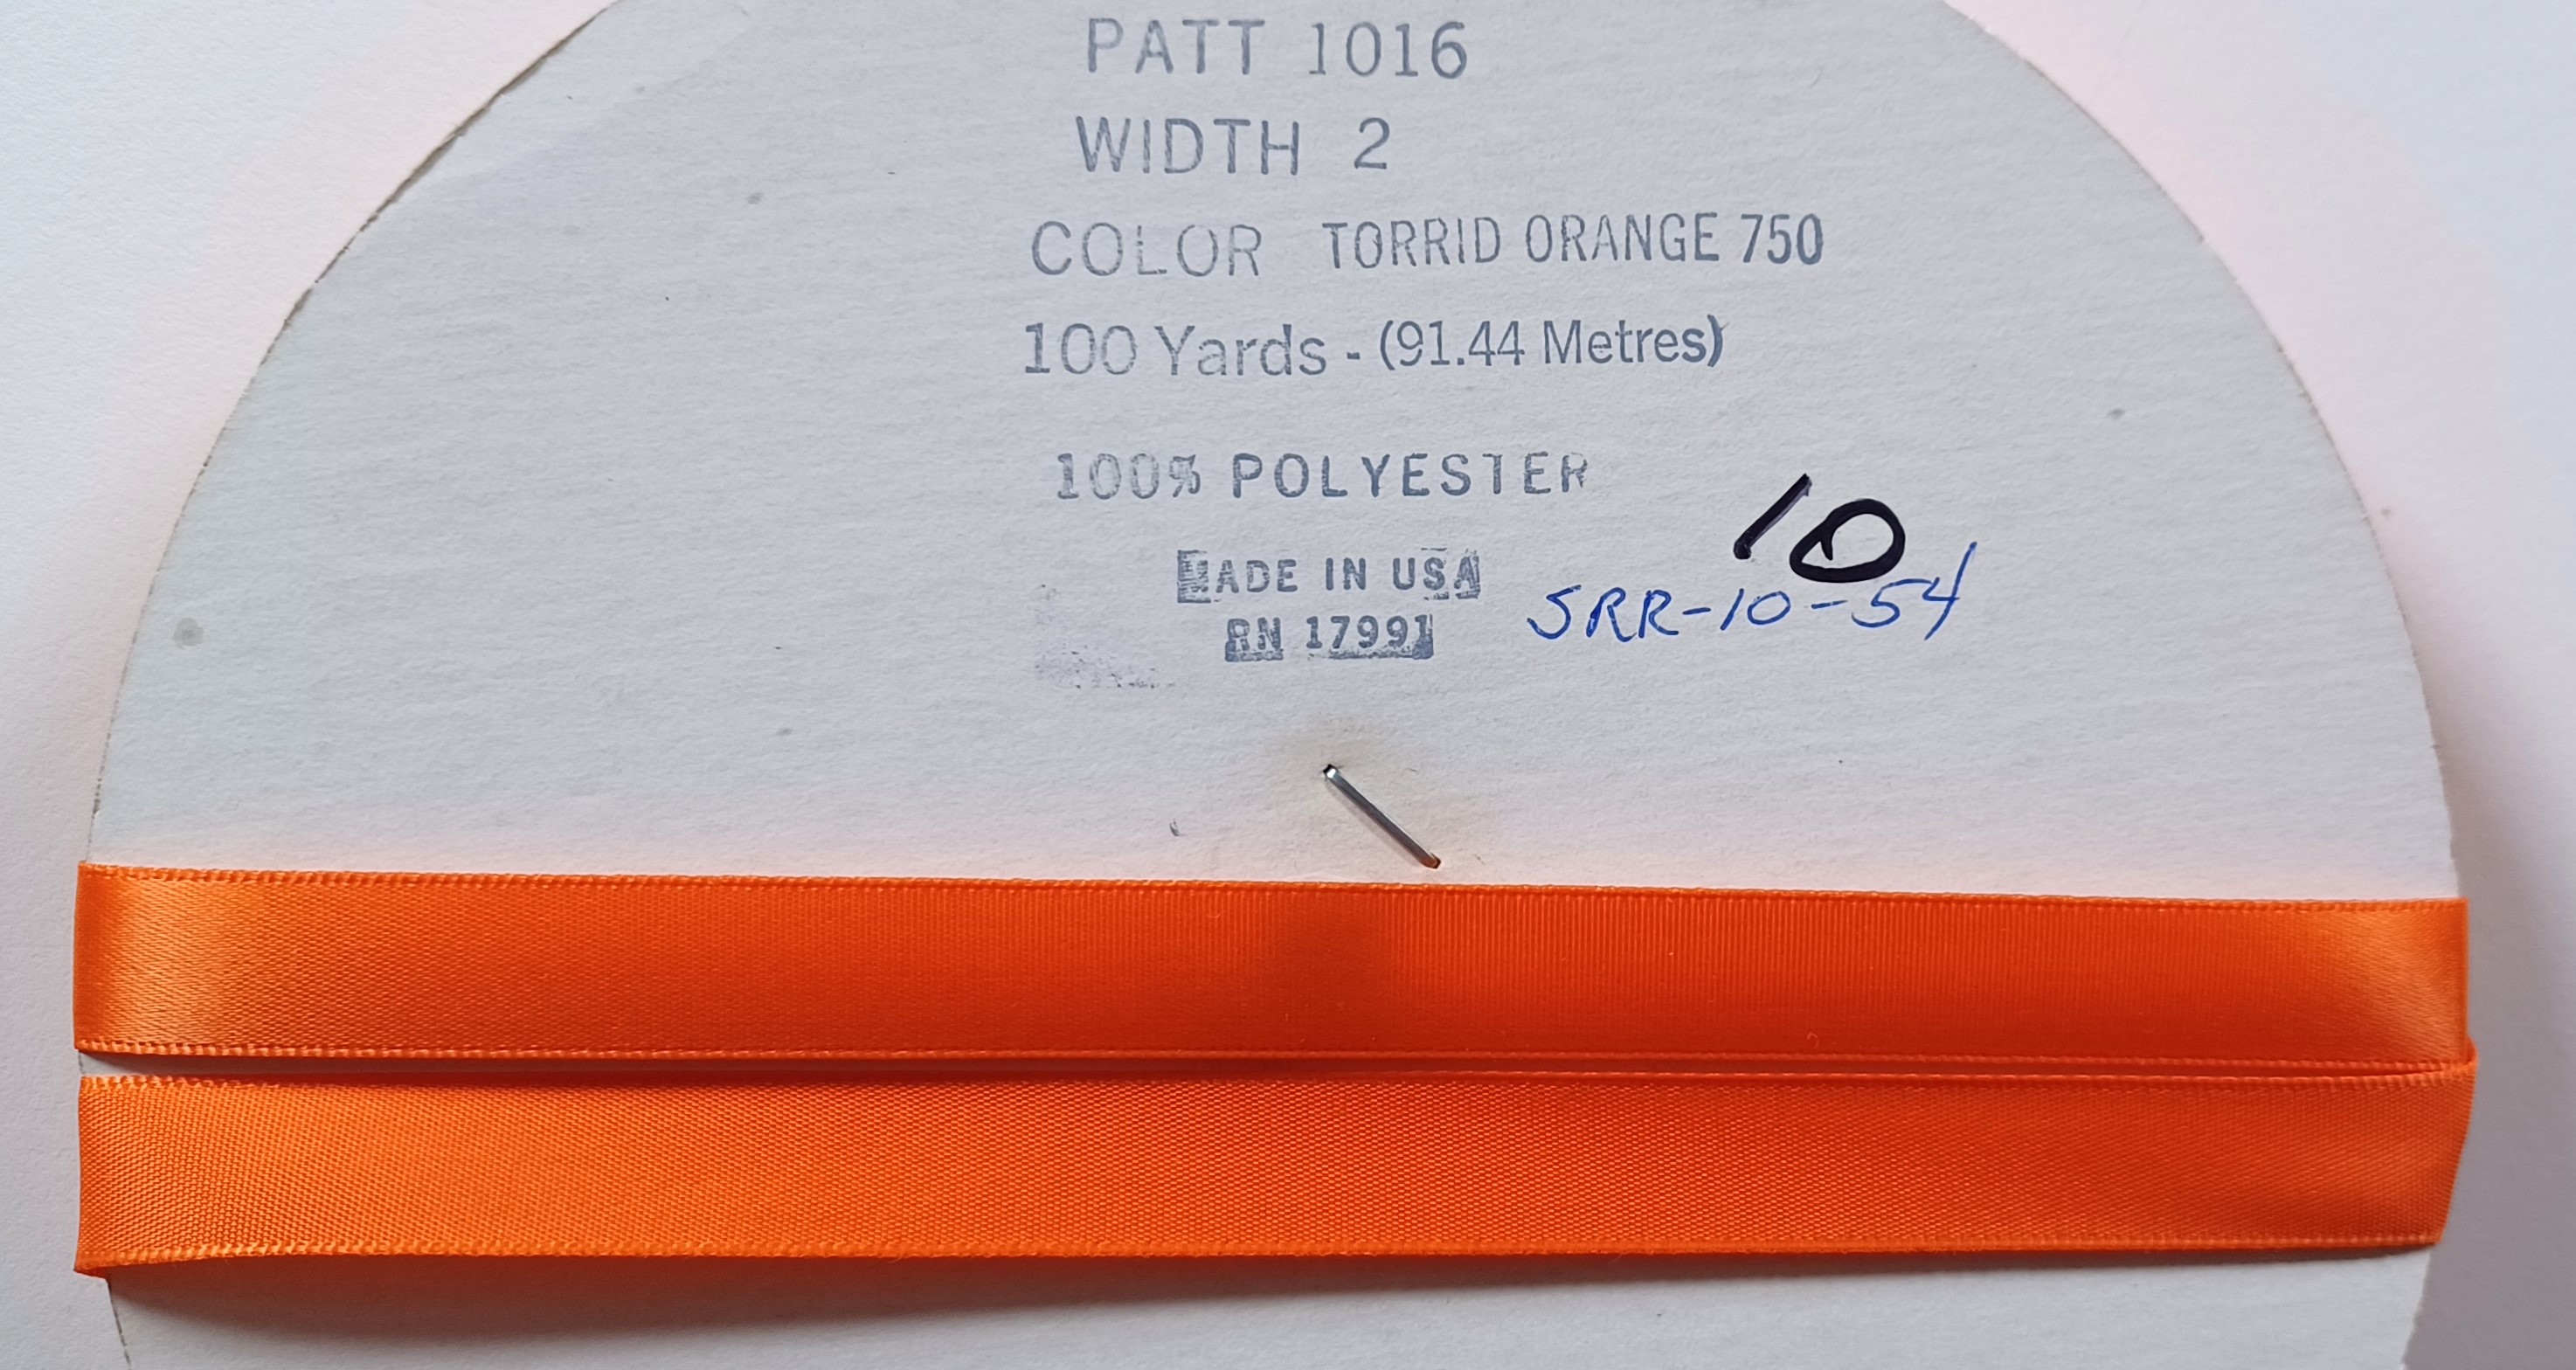 PATT 1016
WIDTH 2
COLOR TORRID ORANGE 750
100 Yards - (91.44 Metres)
100% POLYESTER
10
MADE IN USA
SRR-10-54
RN 17991